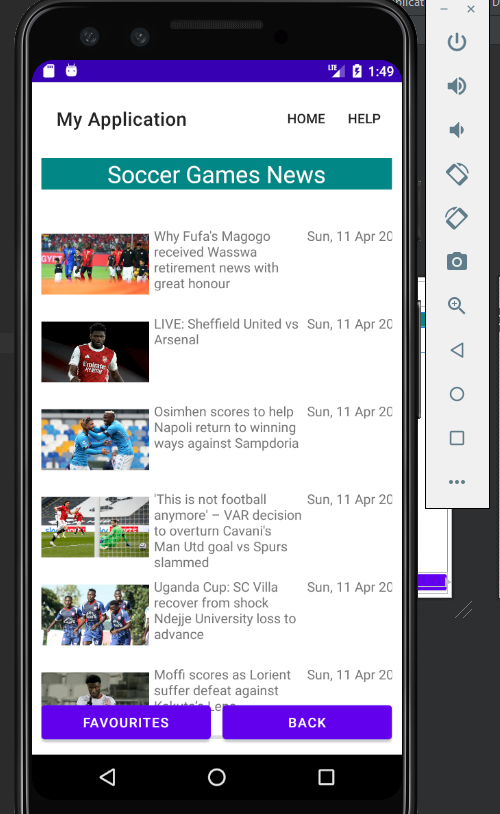 plicat
LTE 1:49
My Application HOME HELP
Soccer Games News
Why Fufa's Magogo
received Wasswa
retirement news with
great honour
Sun, 11 Apr 20
LIVE: Sheffield United vs
Arsenal
Sun, 11 Apr 20
Osimhen scores to help
Napoli return to winning
ways against Sampdoria
Sun, 11 Apr 20
'This is not football
anymore' – VAR decision
to overturn Cavani's
Man Utd goal vs Spurs
slammed
Sun, 11 Apr 20
Uganda Cup: SC Villa
recover from shock
Ndejje University loss to
advance
Sun, 11 Apr 20
Moffi scores as Lorient
suffer defeat against
Sun, 11 Apr 20
FAVOURITES BACK